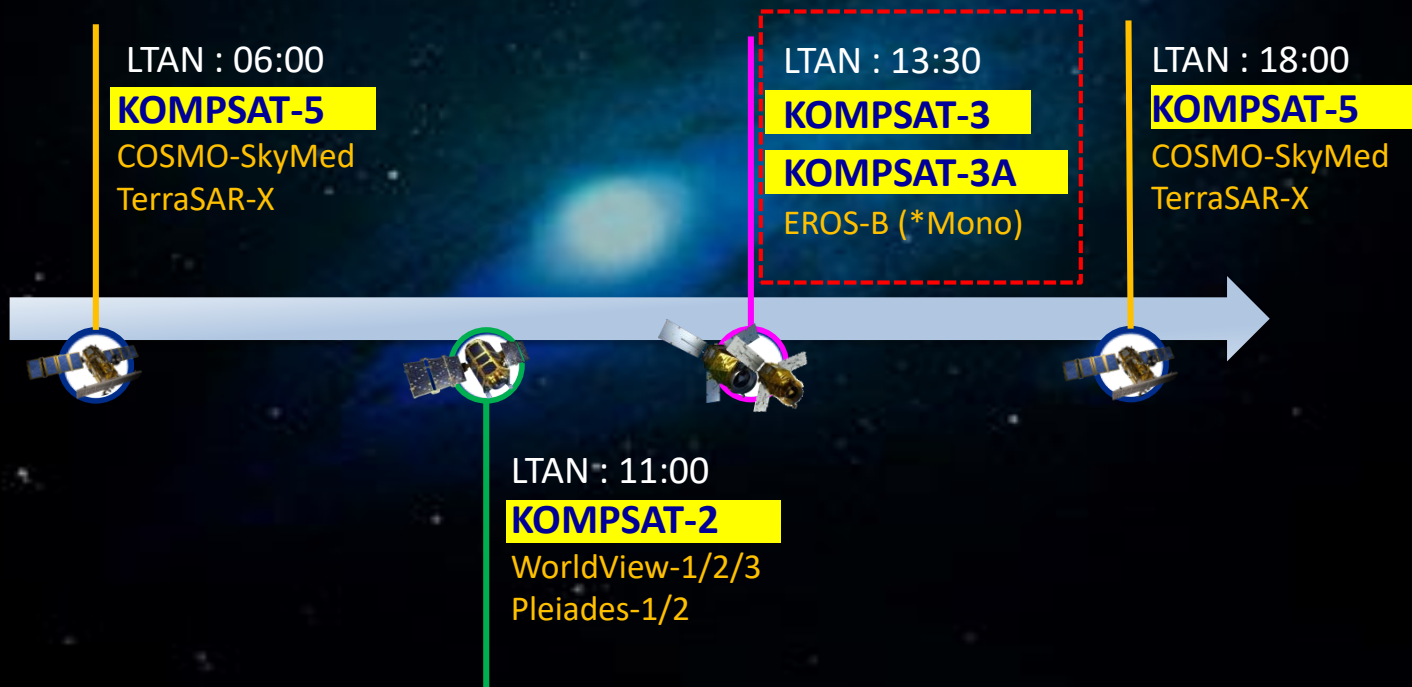 LTAN : 06:00
KOMPSAT-5
COSMO-SkyMed
TerraSAR-X
LTAN : 11:00
KOMPSAT-2
WorldView-1/2/3
Pleiades-1/2
LTAN : 13:30
KOMPSAT-3
KOMPSAT-3A
EROS-B (*Mono)
LTAN : 18:00
KOMPSAT-5
COSMO-SkyMed
TerraSAR-X